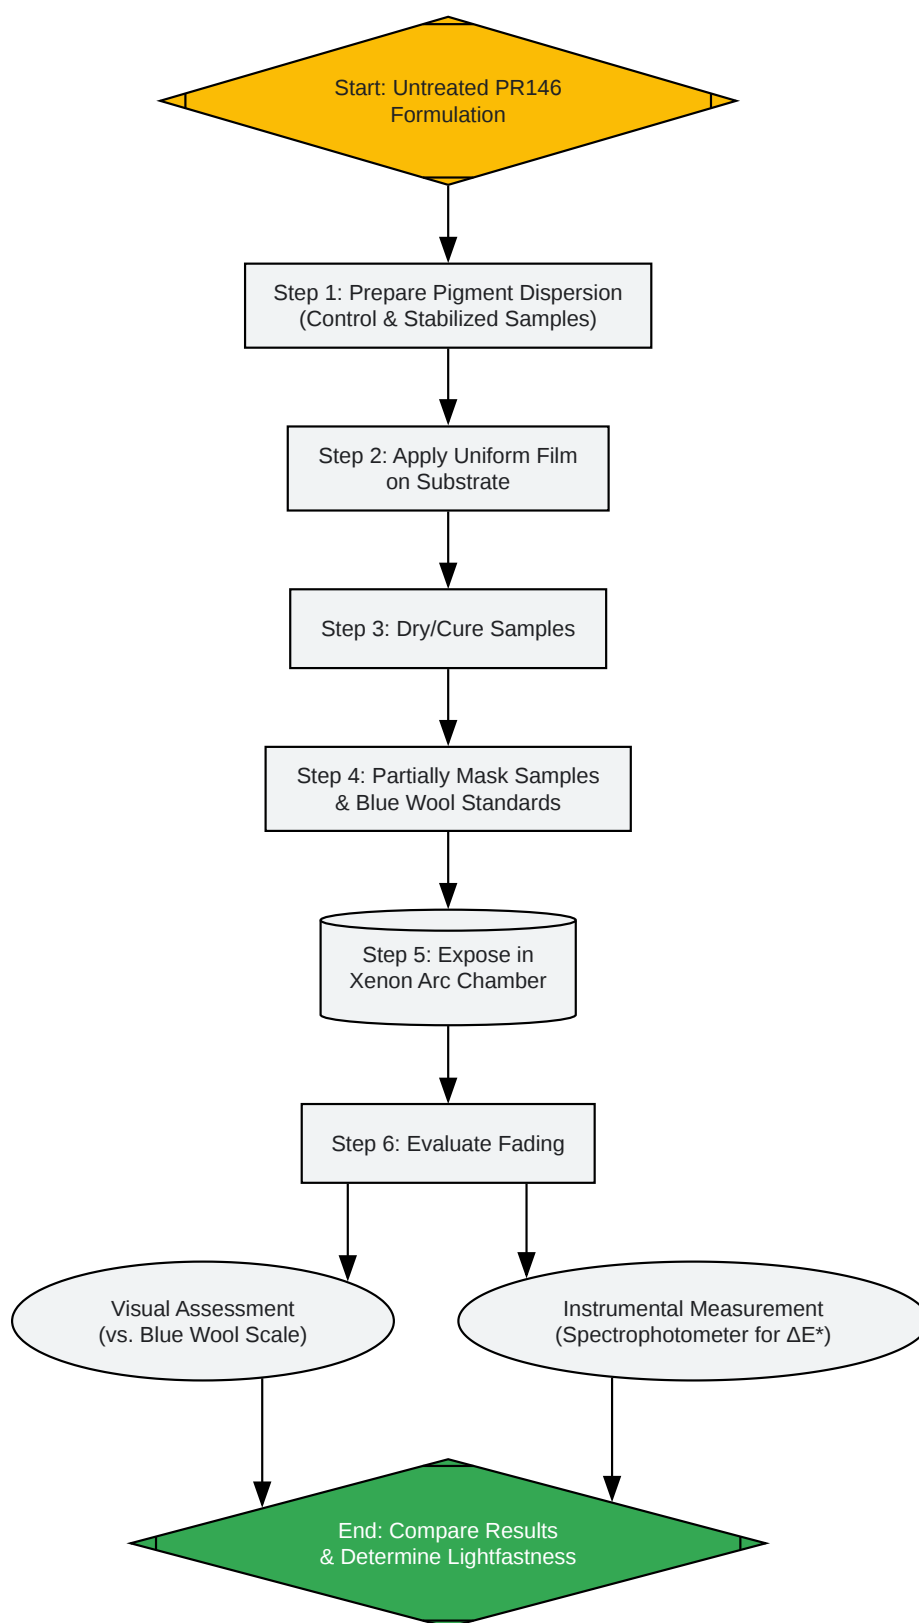 Start: Untreated PR146
Formulation
Step 1: Prepare Pigment Dispersion
(Control & Stabilized Samples)
Step 2: Apply Uniform Film
on Substrate
Step 3: Dry/Cure Samples
Step 4: Partially Mask Samples
& Blue Wool Standards
Step 5: Expose in
Xenon Arc Chamber
Step 6: Evaluate Fading
Visual Assessment
(vs. Blue Wool Scale)
Instrumental Measurement
(Spectrophotometer for ΔE*)
End: Compare Results
& Determine Lightfastness